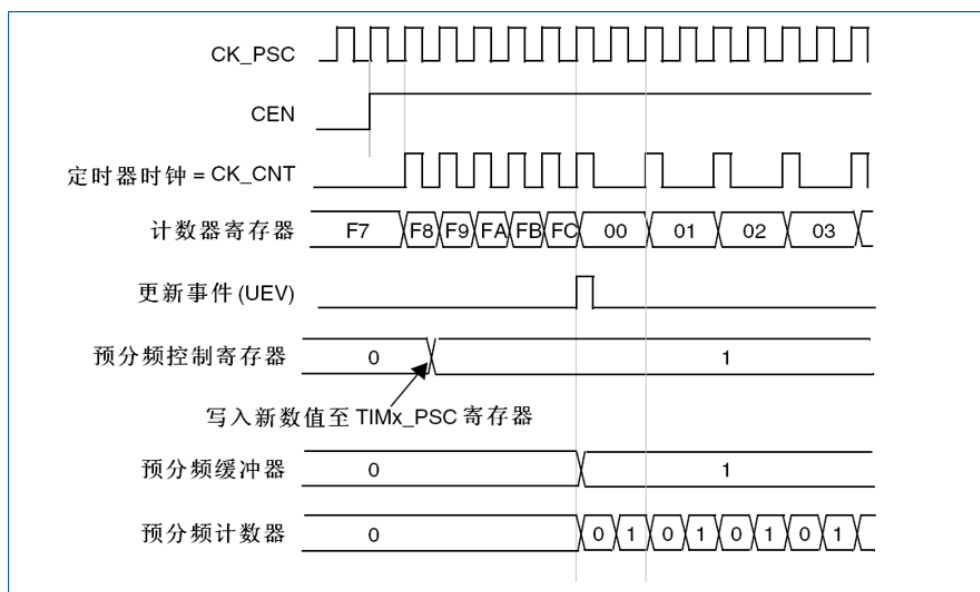 CK_PSC
CEN
定时器时钟 = CK_CNT
计数器寄存器 F7 F8 F9 FA FB FC 00 01 02 03
更新事件 (UEV)
预分频控制寄存器 0 1
写入新数值至 TIMx_PSC 寄存器
预分频缓冲器 0 1
预分频计数器 0 0 1 0 1 0 1 0 1